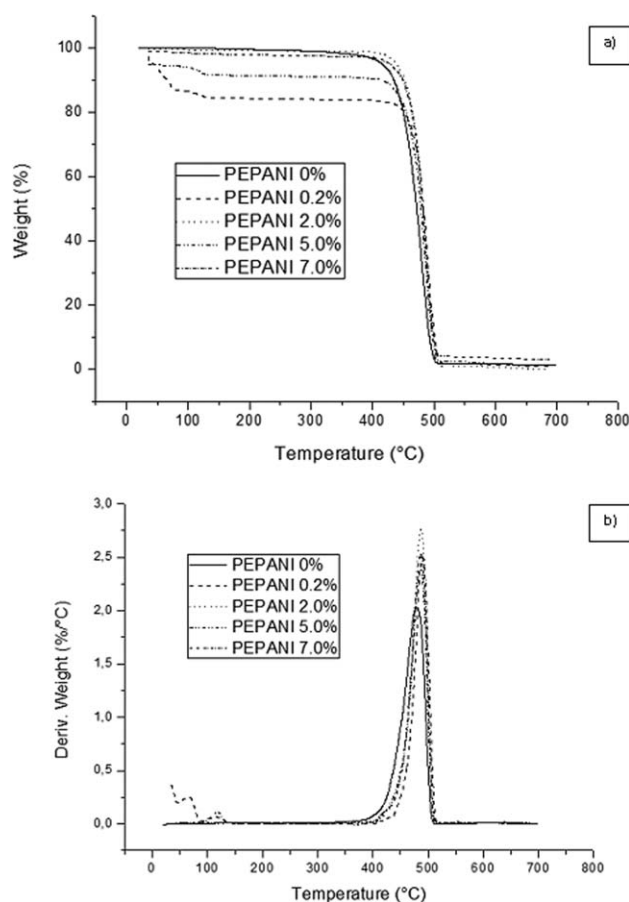 a)
100
80
60
40
20
0
Weight (%)
PEPANI 0%
PEPANI 0.2%
PEPANI 2.0%
PEPANI 5.0%
PEPANI 7.0%
0 100 200 300 400 500 600 700 800
Temperature (°C)
b)
3,0
2,5
2,0
1,5
1,0
0,5
0,0
Deriv. Weight (%/°C)
PEPANI 0%
PEPANI 0.2%
PEPANI 2.0%
PEPANI 5.0%
PEPANI 7.0%
0 100 200 300 400 500 600 700 800
Temperature (°C)